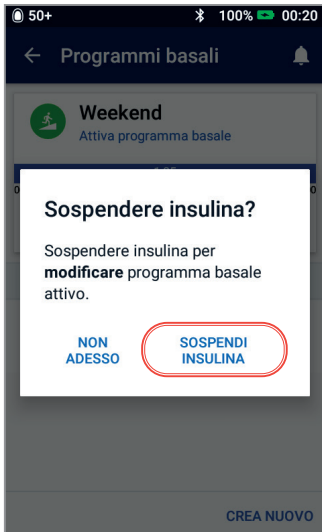 50+ 100% 00:20
Programmi basali
Weekend
Attiva programma basale
Sospendere insulina?
Sospendere insulina per
modificare programma basale
attivo.
NON
ADESSO
SOSPENDI
INSULINA
CREA NUOVO